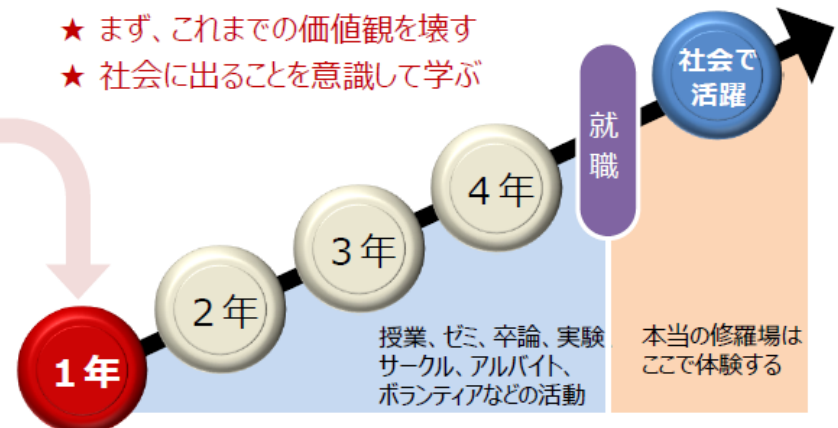 ★ まず、これまでの価値観を壊す
★ 社会に出ることを意識して学ぶ
社会で
活躍
就
職
4年
3年
2年
1年
授業、ゼミ、卒論、実験、
サークル、アルバイト、
ボランティアなどの活動
本当の修羅場は
ここで体験する